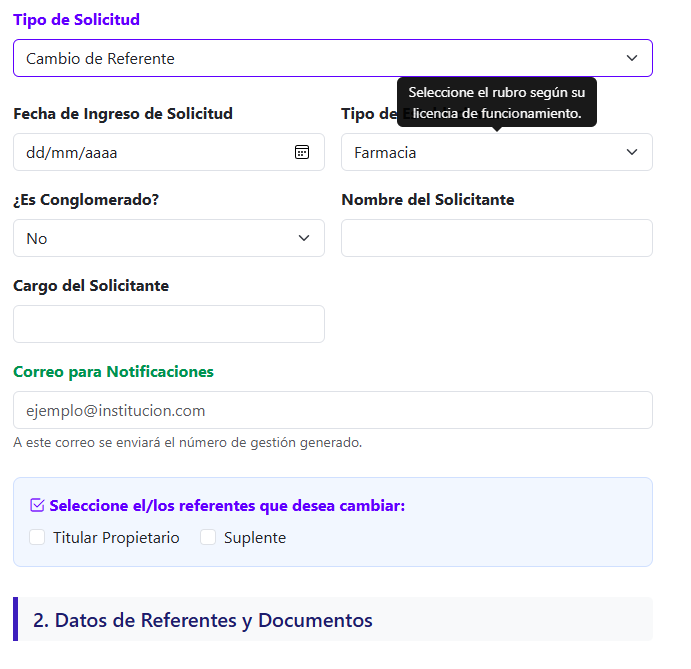 Tipo de Solicitud
Cambio de Referente
Seleccione el rubro según su
licencia de funcionamiento.
Fecha de Ingreso de Solicitud
Tipo de
dd/mm/aaaa
Farmacia
¿Es Conglomerado?
Nombre del Solicitante
No
Cargo del Solicitante
Correo para Notificaciones
ejemplo@institucion.com
A este correo se enviará el número de gestión generado.
Seleccione el/los referentes que desea cambiar:
Titular Propietario
Suplente
2. Datos de Referentes y Documentos